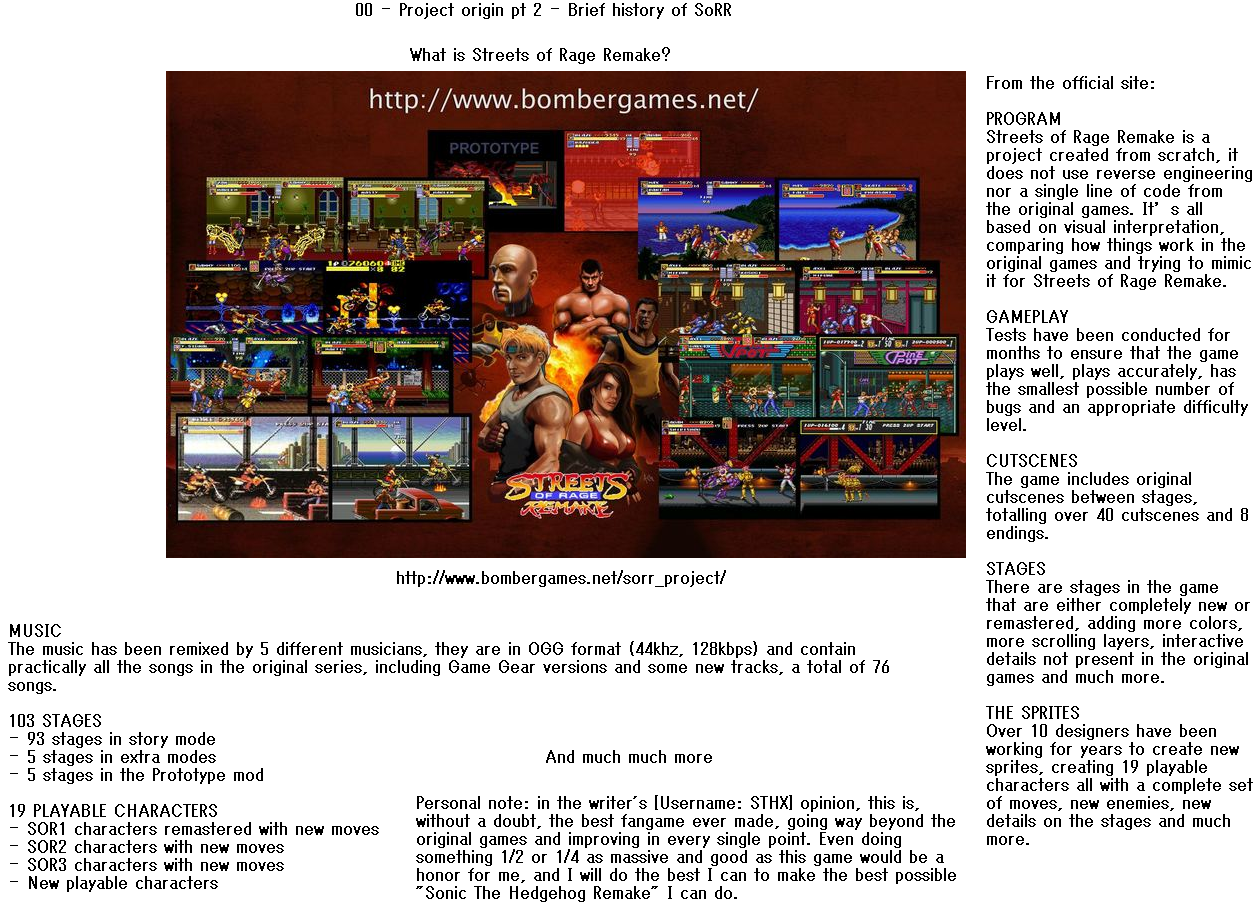 00 - Project origin pt 2 - Brief history of SoRR
What is Streets of Rage Remake?
http://www.bombergames.net/
PROTOTYPE
STREETS
OF RAGE
REMAKE
http://www.bombergames.net/sorr_project/
From the official site:
PROGRAM
Streets of Rage Remake is a
project created from scratch, it
does not use reverse engineering
nor a single line of code from
the original games. It's all
based on visual interpretation,
comparing how things work in the
original games and trying to mimic
it for Streets of Rage Remake.
GAMEPLAY
Tests have been conducted for
months to ensure that the game
plays well, plays accurately, has
the smallest possible number of
bugs and an appropriate difficulty
level.
CUTSCENES
The game includes original
cutscenes between stages,
totalling over 40 cutscenes and 8
endings.
STAGES
There are stages in the game
that are either completely new or
remastered, adding more colors,
more scrolling layers, interactive
details not present in the original
games and much more.
THE SPRITES
Over 10 designers have been
working for years to create new
sprites, creating 19 playable
characters all with a complete set
of moves, new enemies, new
details on the stages and much
more.
MUSIC
The music has been remixed by 5 different musicians, they are in OGG format (44khz, 128kbps) and contain
practically all the songs in the original series, including Game Gear versions and some new tracks, a total of 76
songs.
103 STAGES
- 93 stages in story mode
- 5 stages in extra modes
- 5 stages in the Prototype mod
19 PLAYABLE CHARACTERS
- SOR1 characters remastered with new moves
- SOR2 characters with new moves
- SOR3 characters with new moves
- New playable characters
And much much more
Personal note: in the writer's [Username: STHX] opinion, this is,
without a doubt, the best fangame ever made, going way beyond the
original games and improving in every single point. Even doing
something 1/2 or 1/4 as massive and good as this game would be a
honor for me, and I will do the best I can to make the best possible
"Sonic The Hedgehog Remake" I can do.